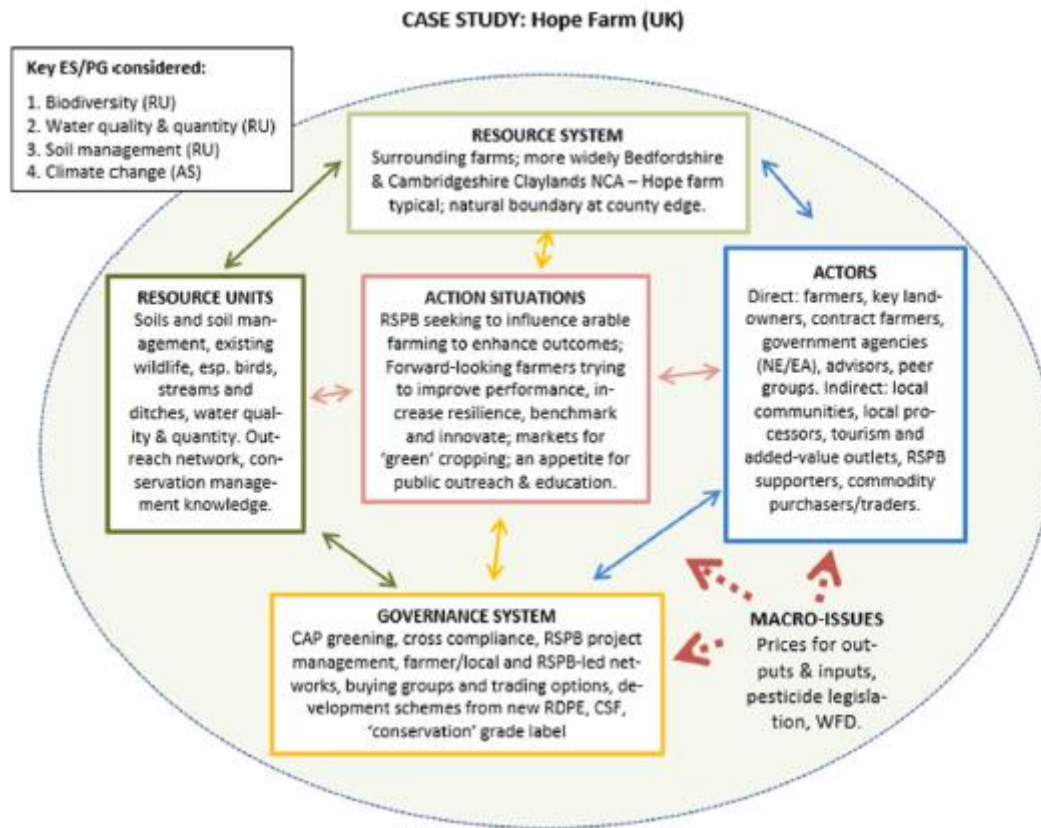 CASE STUDY: Hope Farm (UK)
Key ES/PG considered:
1. Biodiversity (RU)
2. Water quality & quantity (RU)
3. Soil management (RU)
4. Climate change (AS)
RESOURCE SYSTEM
Surrounding farms; more widely Bedfordshire
& Cambridgeshire Claylands NCA – Hope farm
typical; natural boundary at county edge.
RESOURCE UNITS
Soils and soil man-
agement, existing
wildlife, esp. birds,
streams and
ditches, water qual-
ity & quantity. Out-
reach network, con-
servation manage-
ment knowledge.
ACTION SITUATIONS
RSPB seeking to influence arable
farming to enhance outcomes;
Forward-looking farmers trying
to improve performance, in-
crease resilience, benchmark
and innovate; markets for
‘green’ cropping; an appetite for
public outreach & education.
ACTORS
Direct: farmers, key land-
owners, contract farmers,
government agencies
(NE/EA), advisors, peer
groups. Indirect: local
communities, local pro-
cessors, tourism and
added-value outlets, RSPB
supporters, commodity
purchasers/traders.
GOVERNANCE SYSTEM
CAP greening, cross compliance, RSPB project
management, farmer/local and RSPB-led net-
works, buying groups and trading options, de-
velopment schemes from new RDPE, CSF,
‘conservation’ grade label
MACRO-ISSUES
Prices for out-
puts & inputs,
pesticide legisla-
tion, WFD.